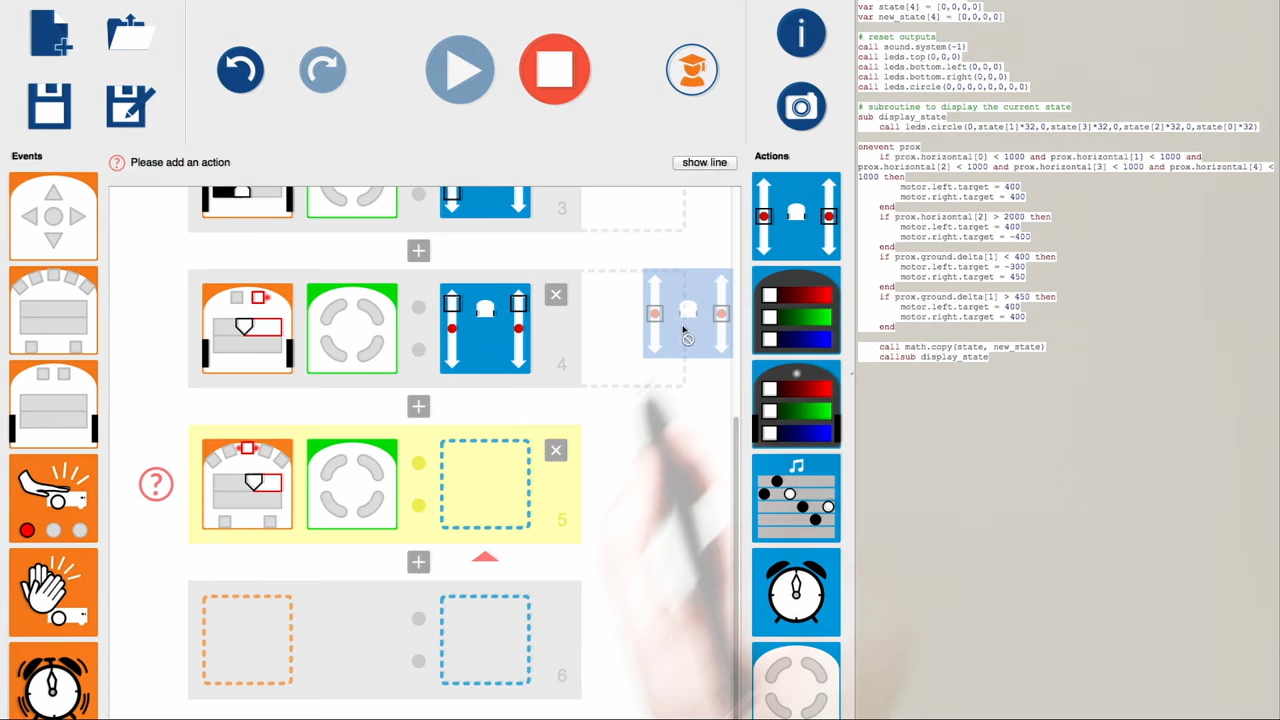 Events
Please add an action
show line
Actions
3
4
5
6
var state[4] = [0,0,0,0]
var new_state[4] = [0,0,0,0]
# reset outputs
call sound.system(-1)
call leds.top(0,0,0)
call leds.bottom.left(0,0,0)
call leds.bottom.right(0,0,0)
call leds.circle(0,0,0,0,0,0,0,0)
# subroutine to display the current state
sub display_state
call leds.circle(0,state[1]*32,0,state[3]*32,0,state[2]*32,0,state[0]*32)
onevent prox
if prox.horizontal[0] < 1000 and prox.horizontal[1] < 1000 and
prox.horizontal[2] < 1000 and prox.horizontal[3] < 1000 and prox.horizontal[4] <
1000 then
motor.left.target = 400
motor.right.target = 400
end
if prox.horizontal[2] > 2000 then
motor.left.target = 400
motor.right.target = -400
end
if prox.ground.delta[1] < 400 then
motor.left.target = -300
motor.right.target = 450
end
if prox.ground.delta[1] > 450 then
motor.left.target = 400
motor.right.target = 400
end
call math.copy(state, new_state)
callsub display_state